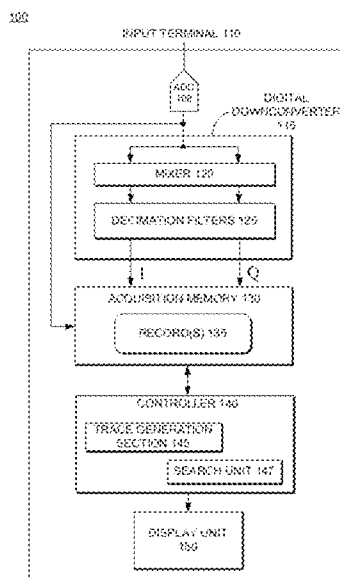 100
INPUT TERMINAL 110
ADC
DIGITAL
DOWNCONVERTER
115
MIXER 120
DECIMATION FILTERS 125
I Q
ACQUISITION MEMORY 130
RECORD(S) 135
CONTROLLER 140
TRACE GENERATION
SECTION 145
SEARCH UNIT 147
DISPLAY UNIT
150